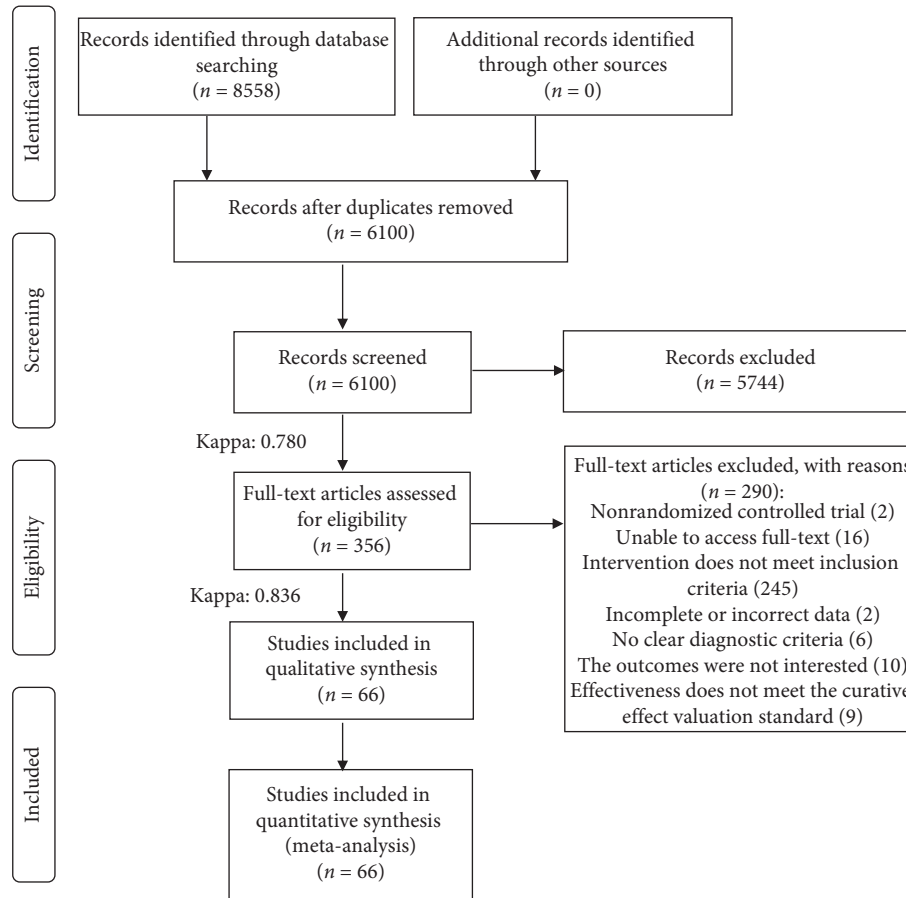 Identification
Records identified through database
searching
(n = 8558)
Additional records identified
through other sources
(n = 0)
Records after duplicates removed
(n = 6100)
Screening
Records screened
(n = 6100)
Records excluded
(n = 5744)
Kappa: 0.780
Eligibility
Full-text articles assessed
for eligibility
(n = 356)
Full-text articles excluded, with reasons
(n = 290):
Nonrandomized controlled trial (2)
Unable to access full-text (16)
Intervention does not meet inclusion
criteria (245)
Incomplete or incorrect data (2)
No clear diagnostic criteria (6)
The outcomes were not interested (10)
Effectiveness does not meet the curative
effect valuation standard (9)
Kappa: 0.836
Studies included in
qualitative synthesis
(n = 66)
Included
Studies included in
quantitative synthesis
(meta-analysis)
(n = 66)